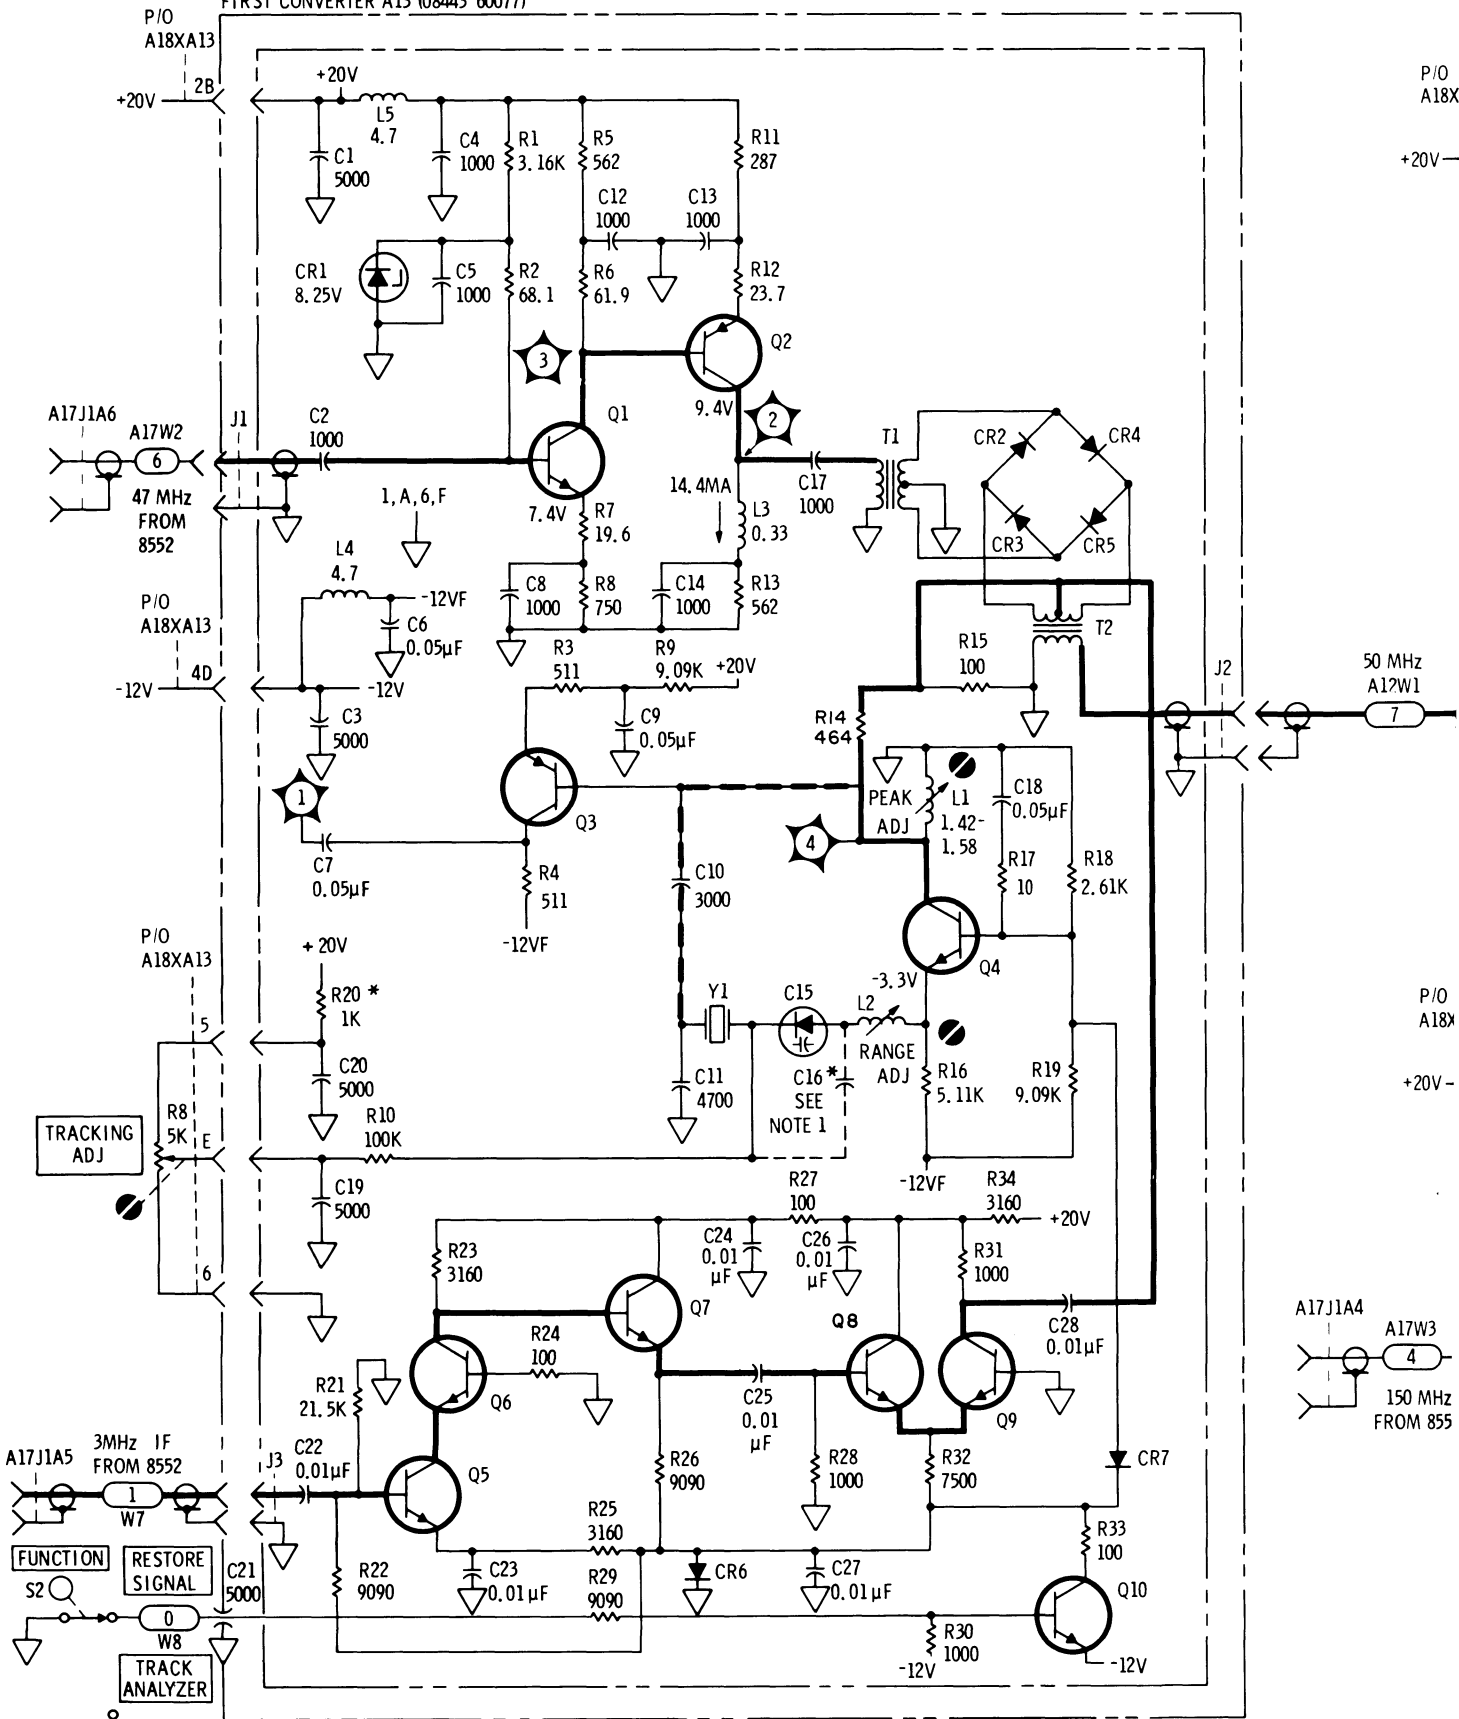 FIRST CONVERTER A13 (08443-60077)
P/O
A18XA13
2B
+20V
+20V
L5
4.7
C1
5000
C4
1000
R1
3.16K
R5
562
R11
287
C12
1000
C13
1000
CR1
8.25V
C5
1000
R2
68.1
R6
61.9
R12
23.7
3
Q2
9.4V
2
P/O
A18X
+20V
A17J1A6
A17W2
6
47 MHz
FROM
8552
J1
C2
1000
Q1
7.4V
1,A,6,F
R7
19.6
14.4MA
L3
0.33
C17
1000
T1
CR2
CR4
CR3
CR5
L4
4.7
-12VF
C6
0.05µF
C8
1000
R8
750
C14
1000
R13
562
T2
P/O
A18XA13
4D
-12V
-12V
C3
5000
R3
511
R9
9.09K
+20V
C9
0.05µF
R15
100
R14
464
J2
50 MHz
A12W1
7
1
C7
0.05µF
Q3
R4
511
-12VF
C10
3000
4
PEAK
ADJ
L1
1.42-
1.58
C18
0.05µF
R17
10
R18
2.61K
Q4
-3.3V
P/O
A18XA13
5
+20V
R20 *
1K
C20
5000
Y1
C15
L2
RANGE
ADJ
C11
4700
C16*
SEE
NOTE 1
R16
5.11K
R19
9.09K
-12VF
P/O
A18X
+20V-
TRACKING
ADJ
R8
5K
E
R10
100K
C19
5000
6
R23
3160
C24
0.01
µF
R27
100
C26
0.01
µF
R34
3160
+20V
R31
1000
Q7
Q8
C28
0.01µF
R24
100
Q6
R21
21.5K
C25
0.01
µF
Q9
A17J1A4
A17W3
4
150 MHz
FROM 855
A17J1A5
3MHz IF
FROM 8552
1
W7
J3
C22
0.01µF
Q5
R26
9090
R28
1000
R32
7500
CR7
R25
3160
R33
100
FUNCTION
S2
RESTORE
SIGNAL
C21
5000
0
W8
TRACK
ANALYZER
R22
9090
C23
0.01µF
R29
9090
CR6
C27
0.01µF
Q10
R30
1000
-12V
-12V